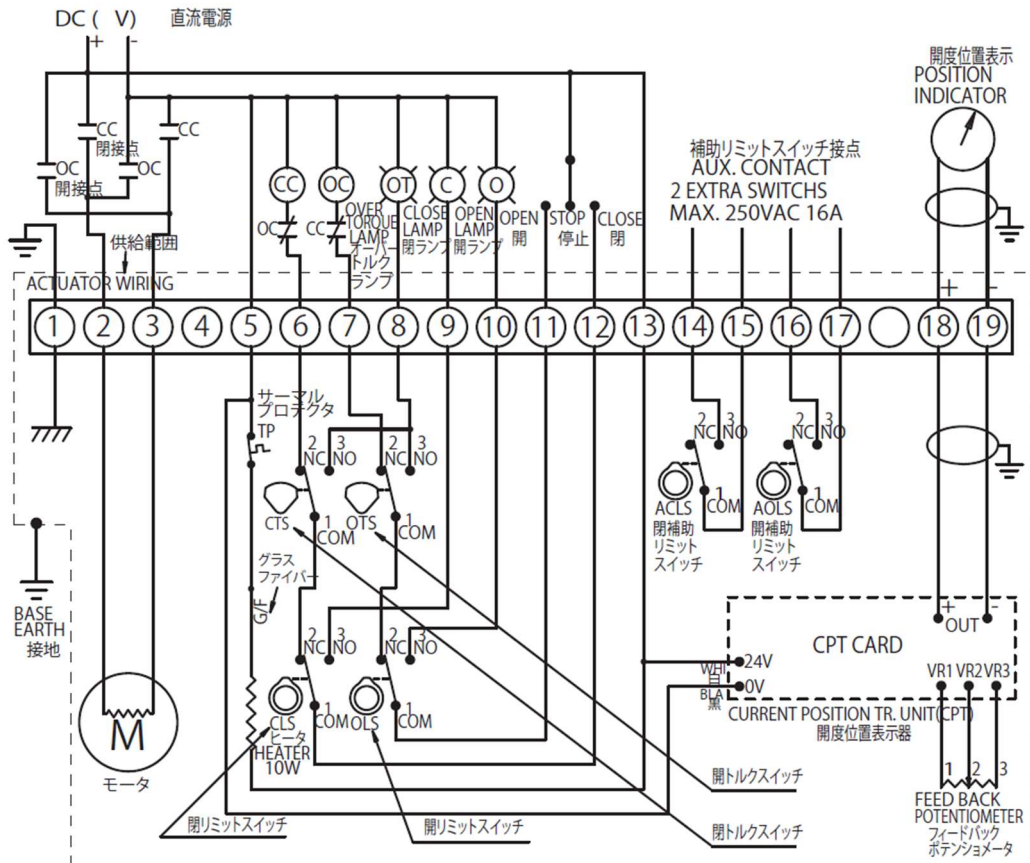 DC ( V) 直流電源
+ -
CC
閉接点
CC
OC
開接点
OC
CC
OC
OC
CC
OT
C
O
OVER
TORQUE
LAMP
オーバー
トルク
ランプ
CLOSE
LAMP
閉ランプ
OPEN
LAMP
開ランプ
OPEN
開
STOP
停止
CLOSE
閉
補助リミットスイッチ接点
AUX. CONTACT
2 EXTRA SWITCHS
MAX. 250VAC 16A
開度位置表示
POSITION
INDICATOR
供給範囲
ACTUATOR WIRING
+ -
1 2 3 4 5 6 7 8 9 10 11 12 13 14 15 16 17 18 19
サーマル
プロテクタ
TP
2
NC
3
NO
2
NC
3
NO
CTS
1
COM
OTS
1
COM
2
NC
3
NO
2
NC
3
NO
ACLS
閉補助
リミット
スイッチ
1
COM
AOLS
開補助
リミット
スイッチ
1
COM
グラス
ファイバー
G/F
BASE
EARTH
接地
2
NC
3
NO
2
NC
3
NO
CLS
1
COM
OLS
1
COM
ヒータ
HEATER
10W
M
モータ
+ -
OUT
CPT CARD
WHI
白
24V
BLA
黒
0V
VR1 VR2 VR3
CURRENT POSITION TR. UNIT(CPT)
開度位置表示器
1 2 3
FEED BACK
POTENTIOMETER
フィードバック
ポテンショメータ
開トルクスイッチ
閉トルクスイッチ
閉リミットスイッチ
開リミットスイッチ